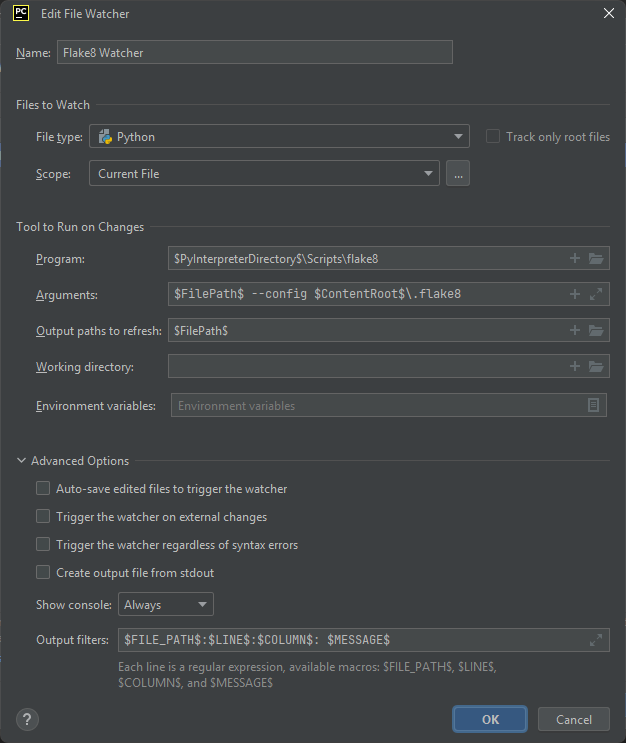 PC Edit File Watcher
Name: Flake8 Watcher
Files to Watch
File type: Python Track only root files
Scope: Current File ...
Tool to Run on Changes
Program: $PyInterpreterDirectory$\Scripts\flake8
Arguments: $FilePath$ --config $ContentRoot$\.flake8
Output paths to refresh: $FilePath$
Working directory:
Environment variables: Environment variables
Advanced Options
Auto-save edited files to trigger the watcher
Trigger the watcher on external changes
Trigger the watcher regardless of syntax errors
Create output file from stdout
Show console: Always
Output filters: $FILE_PATH$:$LINE$:$COLUMN$: $MESSAGE$
Each line is a regular expression, available macros: $FILE_PATH$, $LINE$,
$COLUMN$, and $MESSAGE$
? OK Cancel